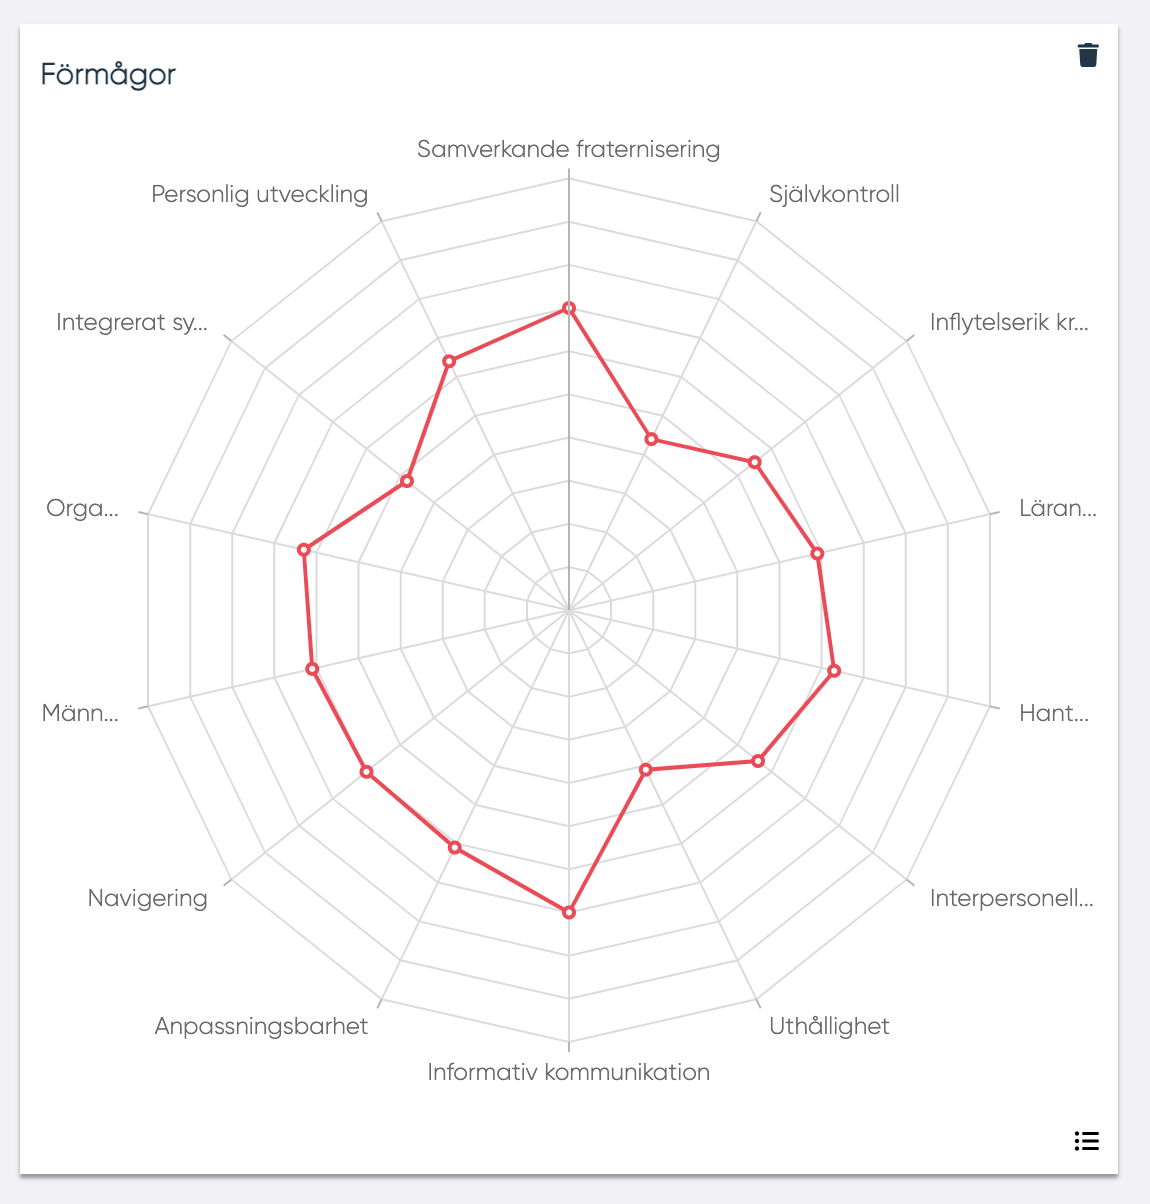 Förmågor
Samverkande fraternisering
Personlig utveckling
Självkontroll
Integrerat sy...
Inflytelserik kr...
Orga...
Läran...
Männ...
Hant...
Navigering
Interpersonell...
Anpassningsbarhet
Uthållighet
Informativ kommunikation